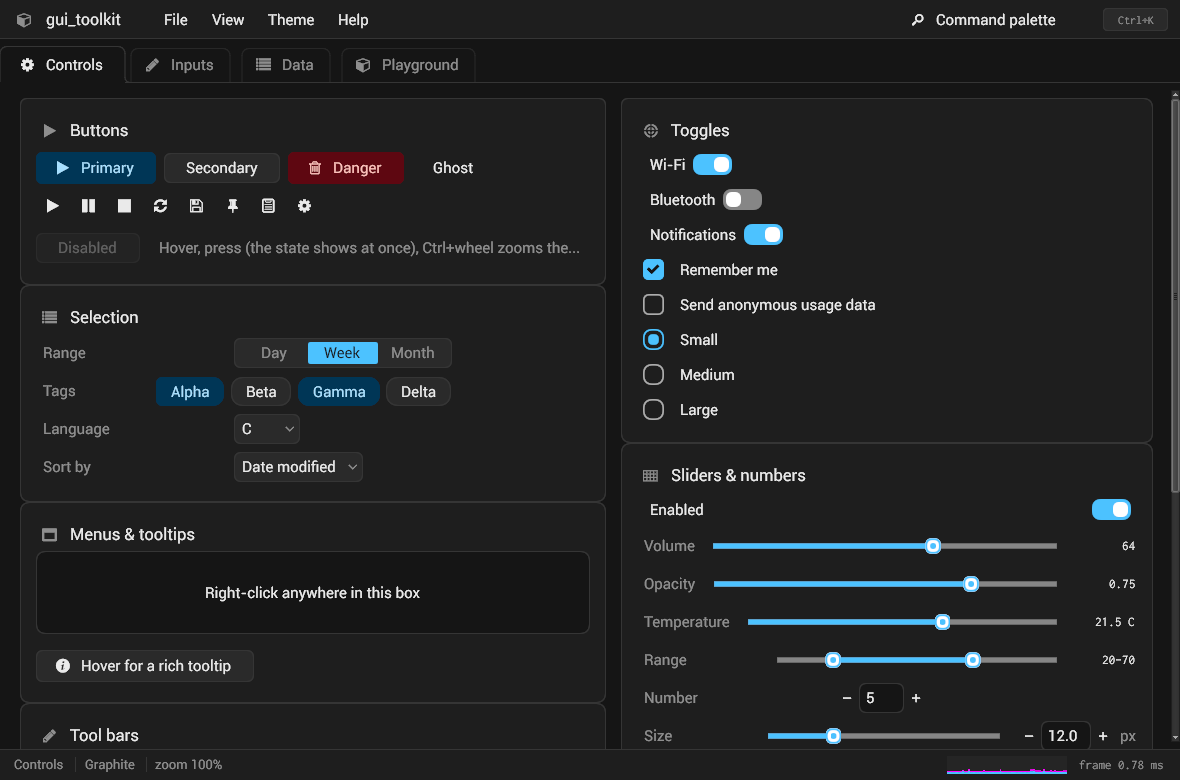 gui_toolkit File View Theme Help Command palette Ctrl+K
Controls Inputs Data Playground
Buttons
Primary Secondary Danger Ghost
Disabled Hover, press (the state shows at once), Ctrl+wheel zooms the...
Selection
Range Day Week Month
Tags Alpha Beta Gamma Delta
Language C
Sort by Date modified
Menus & tooltips
Right-click anywhere in this box
Hover for a rich tooltip
Tool bars
Toggles
Wi-Fi
Bluetooth
Notifications
Remember me
Send anonymous usage data
Small
Medium
Large
Sliders & numbers
Enabled
Volume 64
Opacity 0.75
Temperature 21.5 C
Range 20-70
Number − 5 +
Size − 12.0 + px
Controls Graphite zoom 100% frame 0.78 ms